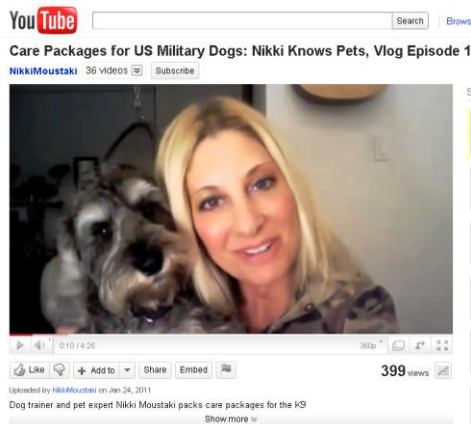 YouTube Search Brows
Care Packages for US Military Dogs: Nikki Knows Pets, Vlog Episode 1
NikkiMoustaki 36 videos Subscribe
S
0:10 / 4:26 360p
Like + Add to Share Embed 399 views
Uploaded by NikkiMoustaki on Jan 24, 2011
Dog trainer and pet expert Nikki Moustaki packs care packages for the K9
Show more